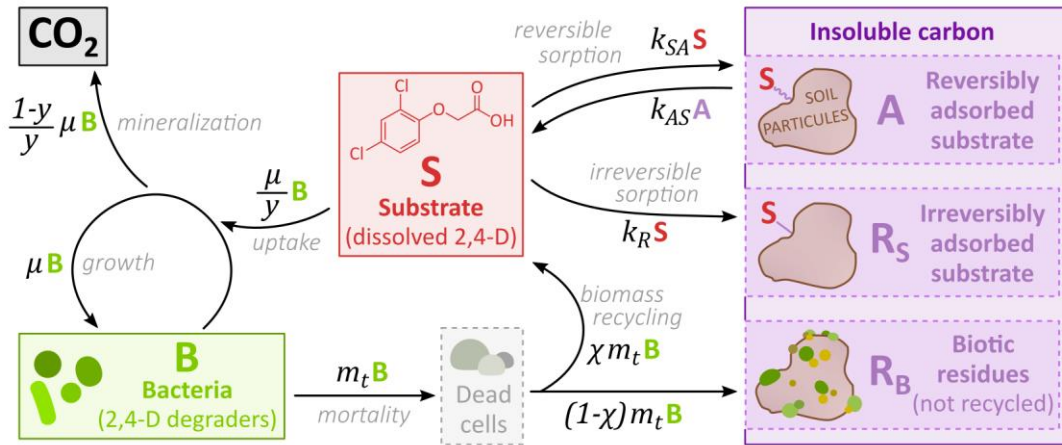 CO2
1-y
y
μB
mineralization
μB
growth
μ
y
B
uptake
B
Bacteria
(2,4-D degraders)
Cl
Cl
O
O
OH
S
Substrate
(dissolved 2,4-D)
reversible
sorption
kSA S
kAS A
irreversible
sorption
kR S
biomass
recycling
χ mt B
mt B
mortality
Dead
cells
(1-χ) mt B
Insoluble carbon
S
SOIL
PARTICULES
A
Reversibly
adsorbed
substrate
S
RS
Irreversibly
adsorbed
substrate
RB
Biotic
residues
(not recycled)